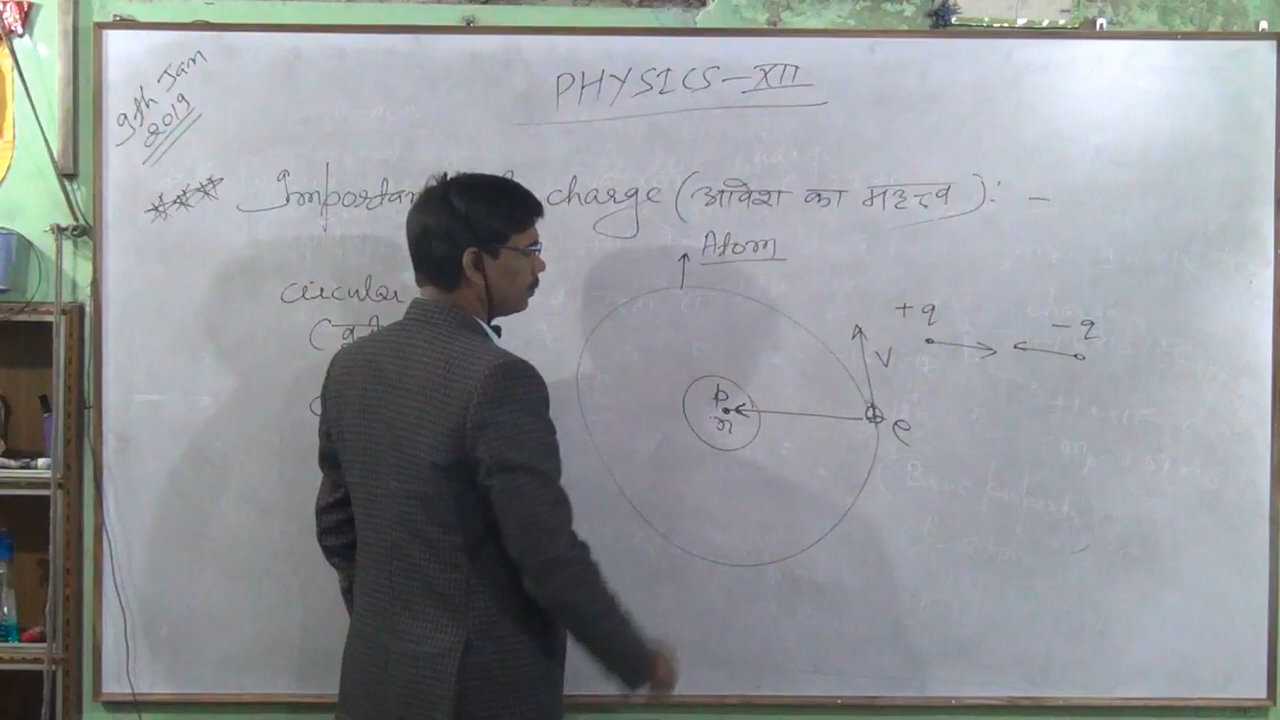 9th Jan
2019
PHYSICS-XII
**** Importan charge (आवेश का महत्त्व ):-
Atom
circular
+q
-q
V
p
n
e